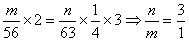 m/56 × 2 = n/63 × 1/4 × 3 ⇒ n/m = 3/1